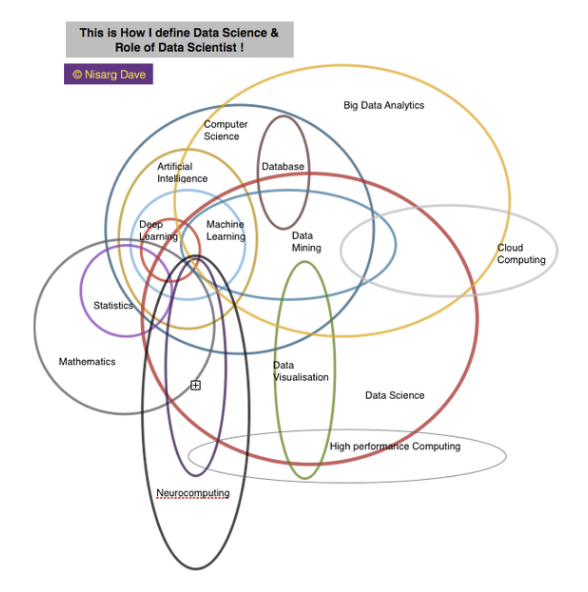 This is How I define Data Science &
Role of Data Scientist !
© Nisarg Dave
Big Data Analytics
Computer
Science
Artificial
Intelligence
Database
Deep
Learning
Machine
Learning
Data
Mining
Cloud
Computing
Statistics
Mathematics
Data
Visualisation
Data Science
High performance Computing
Neurocomputing